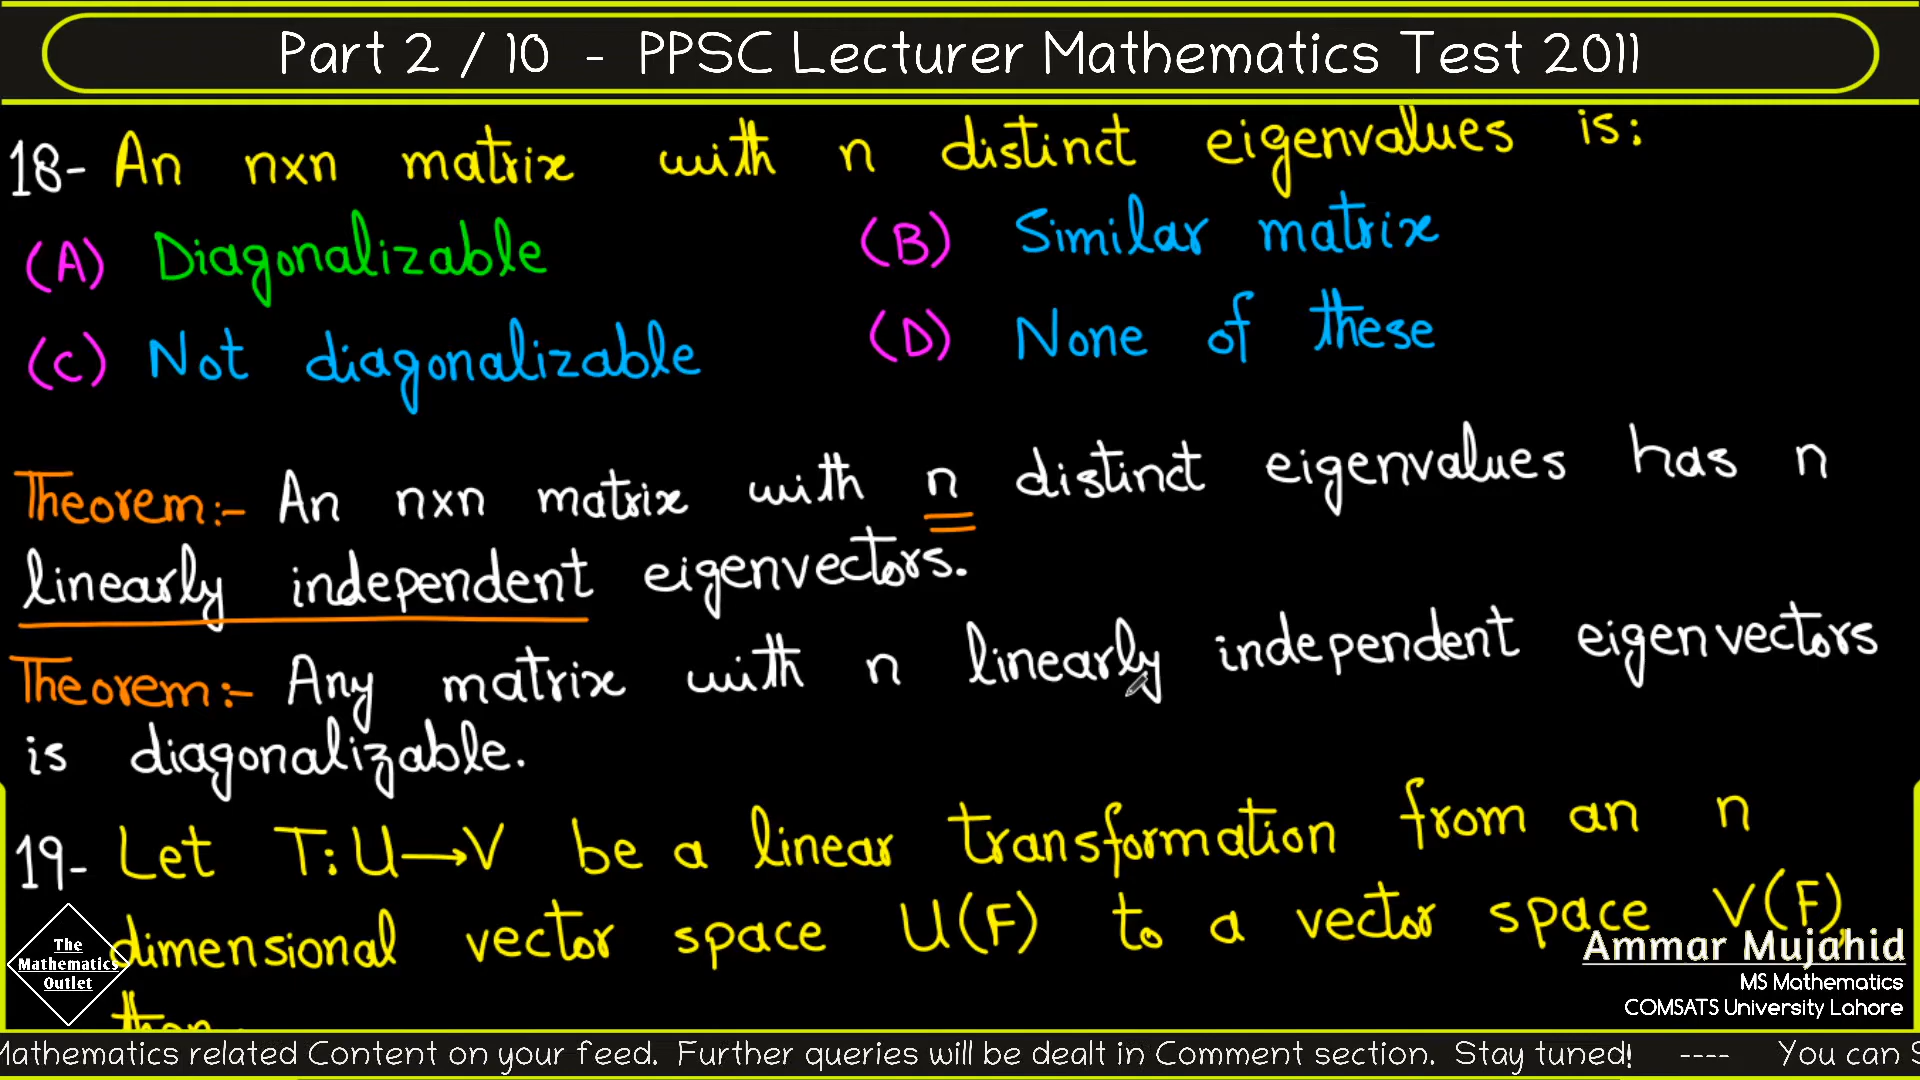 Part 2 / 10 - PPSC Lecturer Mathematics Test 2011
18- An nxn matrix with n distinct eigenvalues is:
(A) Diagonalizable (B) Similar matrix
(C) Not diagonalizable (D) None of these
Theorem:- An nxn matrix with n distinct eigenvalues has n
linearly independent eigenvectors.
Theorem:- Any matrix with n linearly independent eigenvectors
is diagonalizable.
19- Let T:U→V be a linear transformation from an n
dimensional vector space U(F) to a vector space V(F),
The
Mathematics
Outlet
Ammar Mujahid
MS Mathematics
COMSATS University Lahore
Mathematics related Content on your feed. Further queries will be dealt in Comment section. Stay tuned! ---- You can